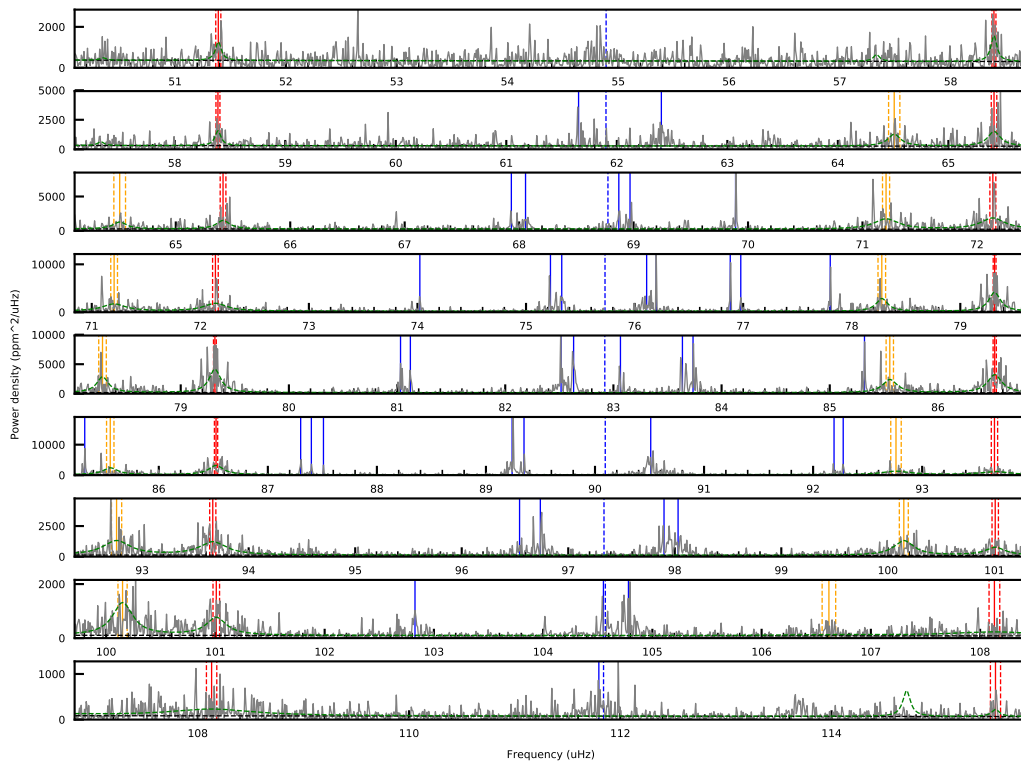 2000
0
51 52 53 54 55 56 57 58
5000
2500
0
58 59 60 61 62 63 64 65
5000
0
65 66 67 68 69 70 71 72
10000
0
71 72 73 74 75 76 77 78 79
10000
5000
0
79 80 81 82 83 84 85 86
10000
0
86 87 88 89 90 91 92 93
2500
0
93 94 95 96 97 98 99 100 101
2000
0
100 101 102 103 104 105 106 107 108
1000
0
108 110 112 114
Power density (ppm^2/uHz)
Frequency (uHz)